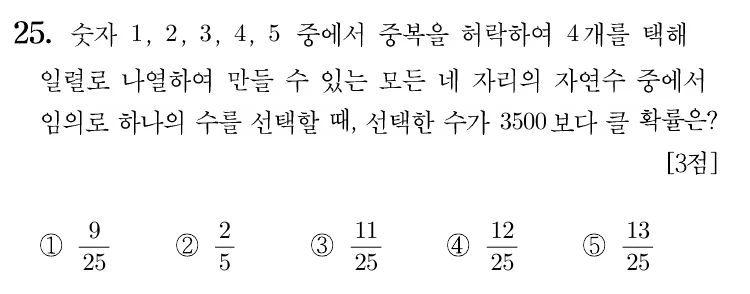 25. 숫자 1, 2, 3, 4, 5 중에서 중복을 허락하여 4개를 택해
일렬로 나열하여 만들 수 있는 모든 네 자리의 자연수 중에서
임의로 하나의 수를 선택할 때, 선택한 수가 3500보다 클 확률은?
[3점]
① 9/25 ② 2/5 ③ 11/25 ④ 12/25 ⑤ 13/25